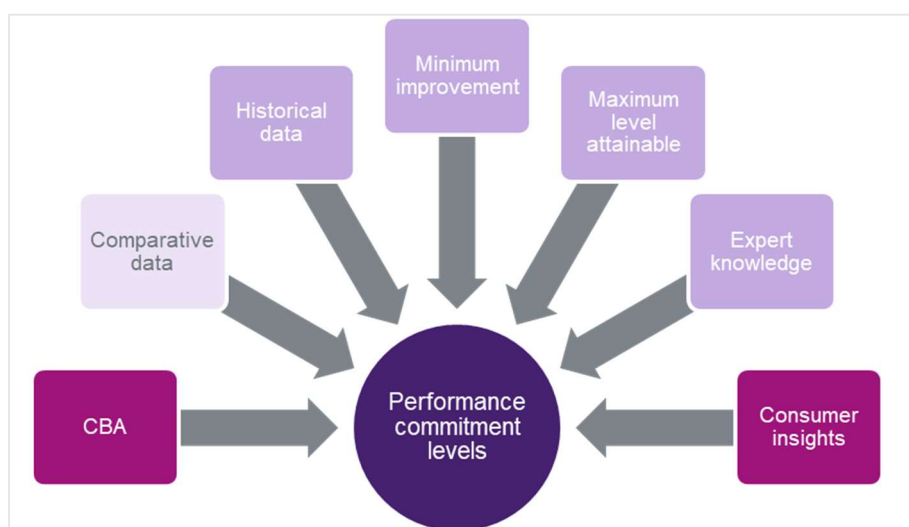 Minimum
improvement
Historical
data
Maximum
level
attainable
Comparative
data
Expert
knowledge
CBA
Performance
commitment
levels
Consumer
insights